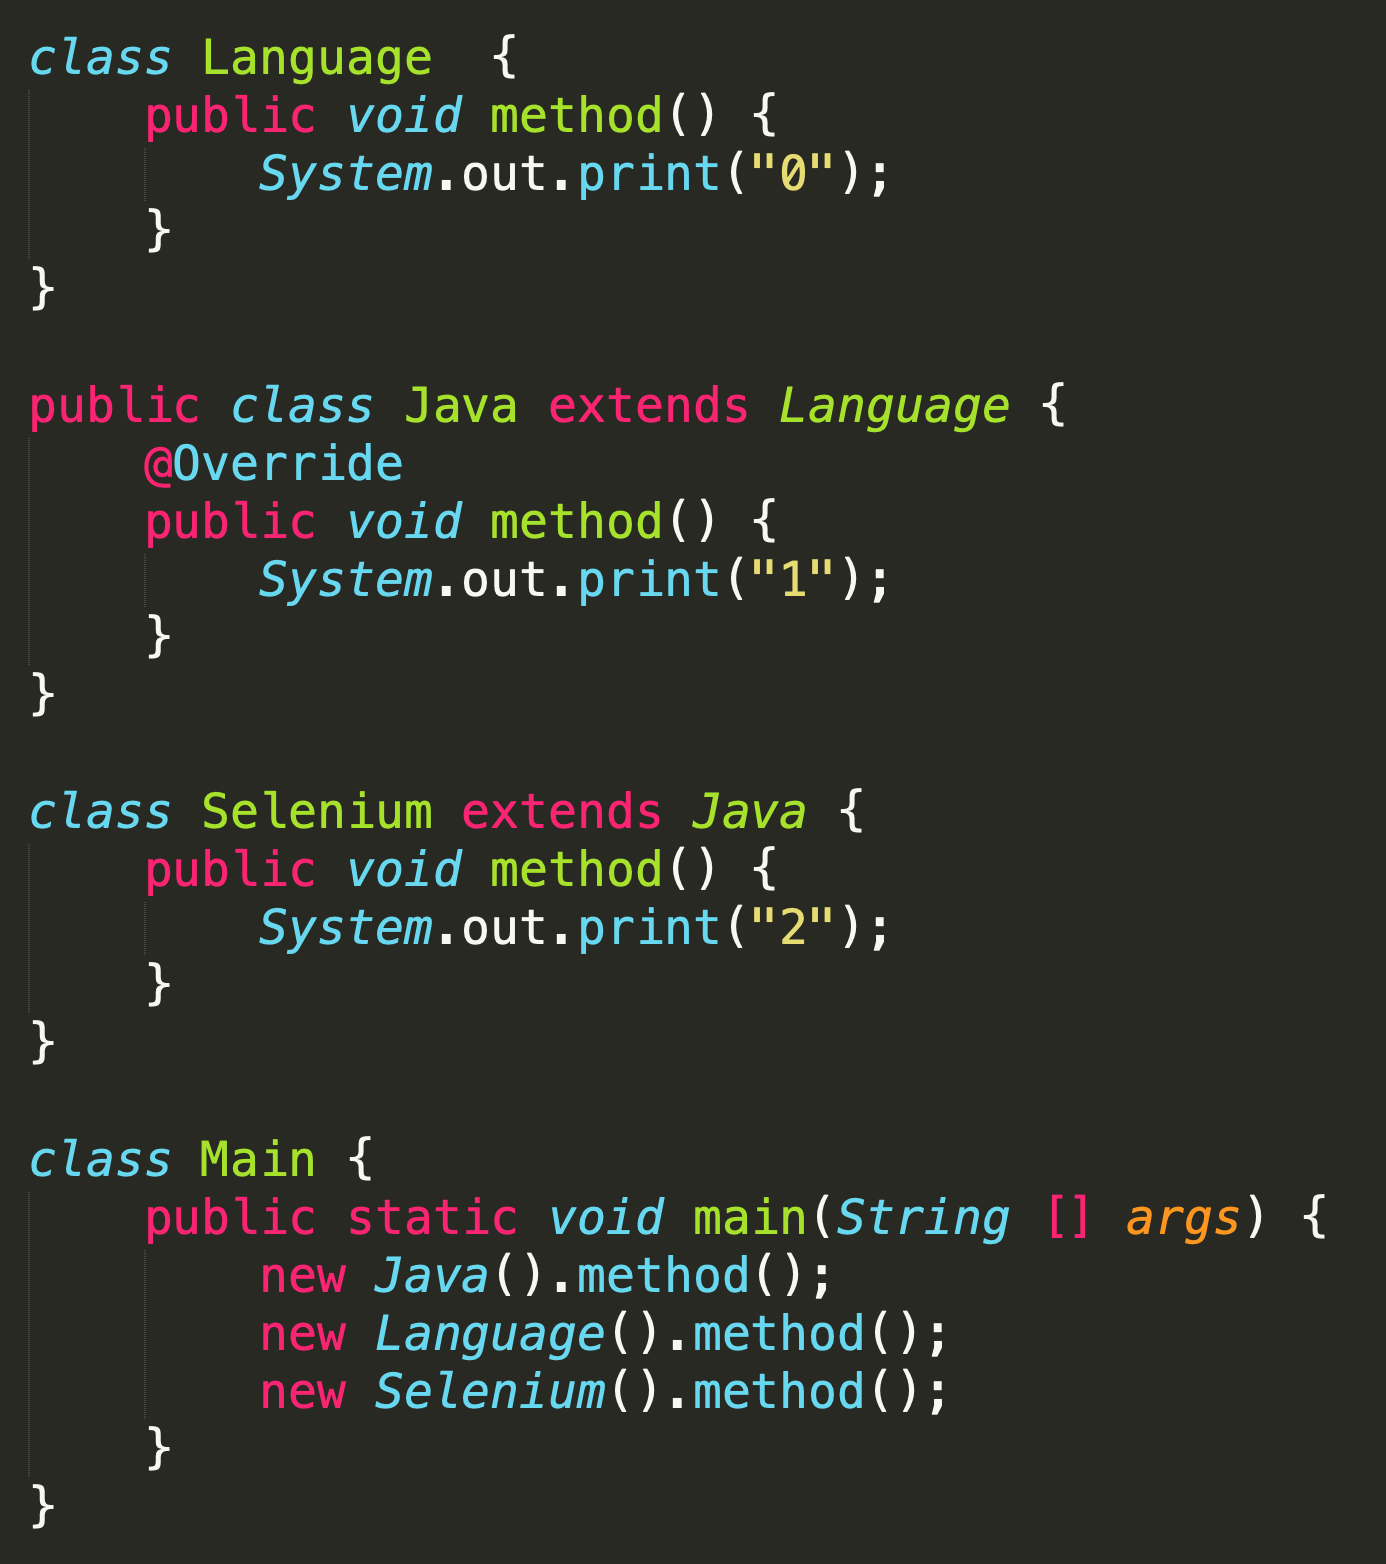 class Language  {
    public void method() {
        System.out.print("0");
    }
}

public class Java extends Language {
    @Override
    public void method() {
        System.out.print("1");
    }
}

class Selenium extends Java {
    public void method() {
        System.out.print("2");
    }
}

class Main {
    public static void main(String [] args) {
        new Java().method();
        new Language().method();
        new Selenium().method();
    }
}